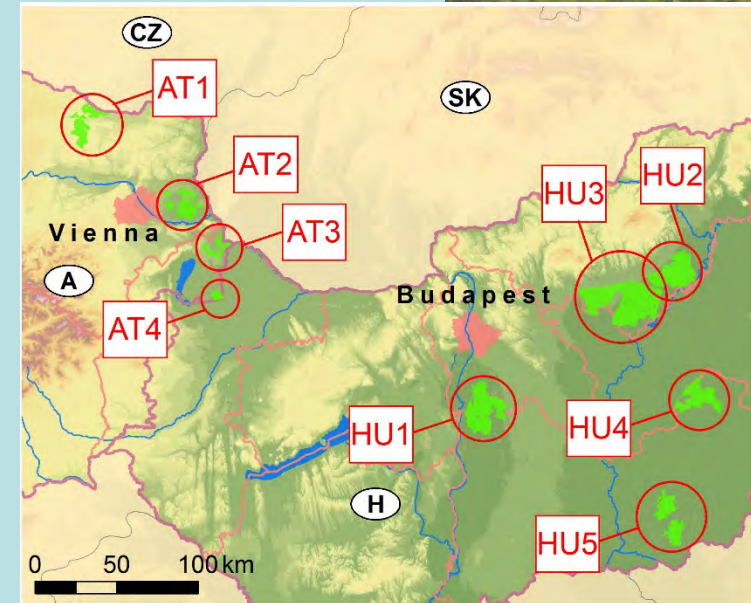 CZ
AT1
SK
AT2
HU2
HU3
Vienna
AT3
A
Budapest
AT4
HU1
HU4
H
HU5
0 50 100 km